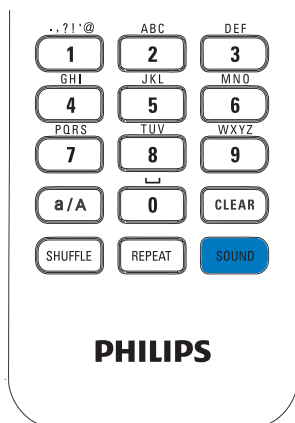 .,?!'@ ABC DEF
1 2 3
GHI JKL MNO
4 5 6
PQRS TUV WXYZ
7 8 9
␣
a/A 0 CLEAR
SHUFFLE REPEAT SOUND
PHILIPS